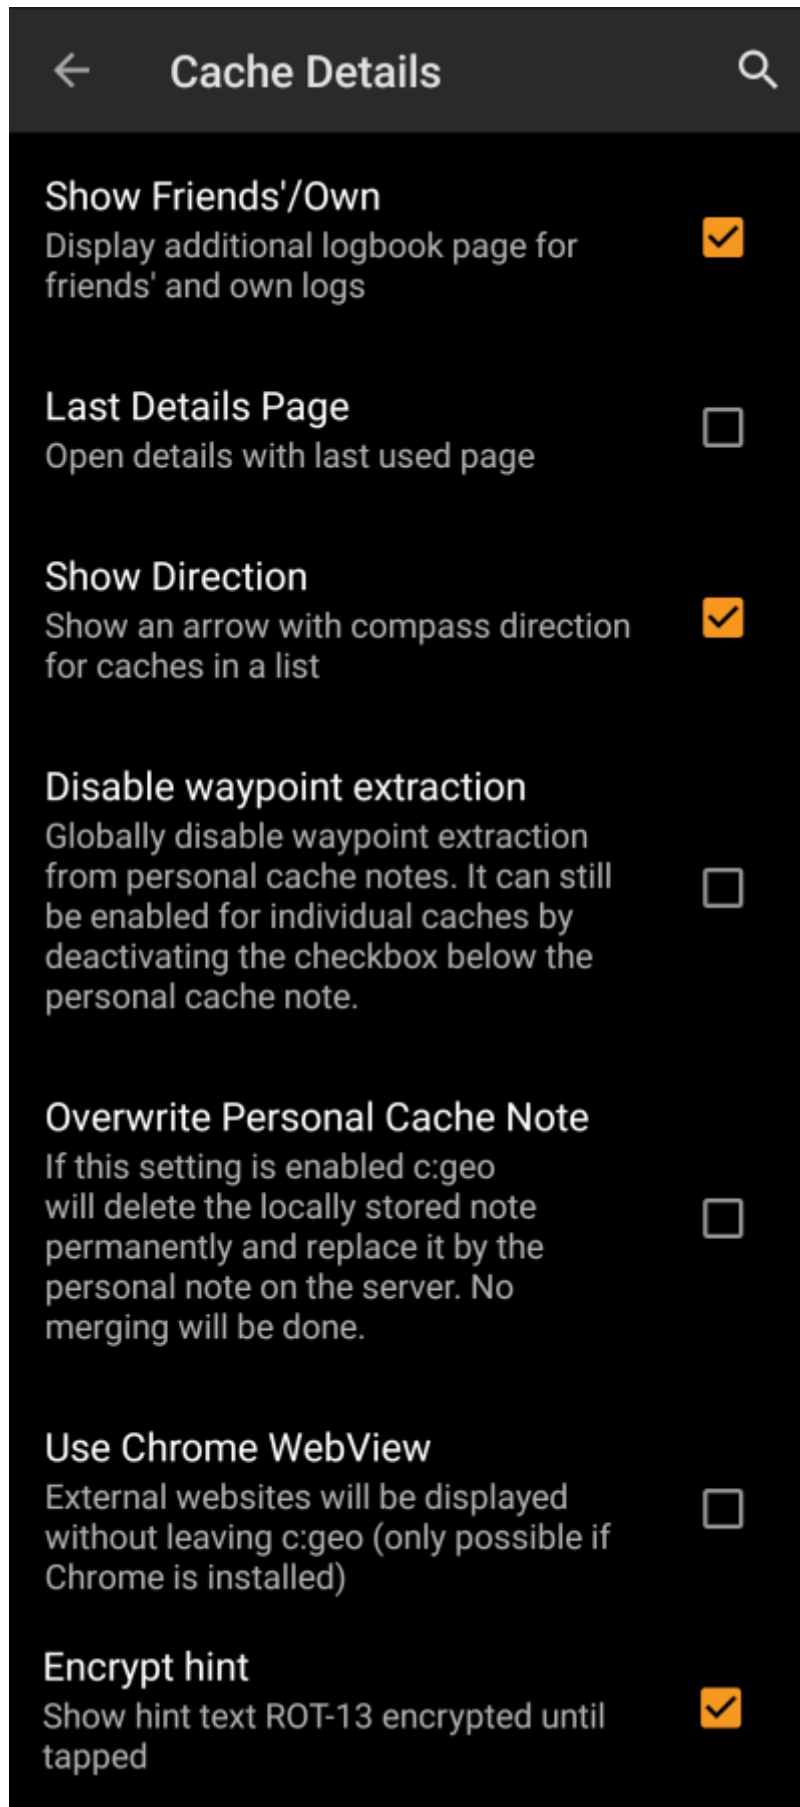 Cache Details
Show Friends'/Own
Display additional logbook page for
friends' and own logs
Last Details Page
Open details with last used page
Show Direction
Show an arrow with compass direction
for caches in a list
Disable waypoint extraction
Globally disable waypoint extraction
from personal cache notes. It can still
be enabled for individual caches by
deactivating the checkbox below the
personal cache note.
Overwrite Personal Cache Note
If this setting is enabled c:geo
will delete the locally stored note
permanently and replace it by the
personal note on the server. No
merging will be done.
Use Chrome WebView
External websites will be displayed
without leaving c:geo (only possible if
Chrome is installed)
Encrypt hint
Show hint text ROT-13 encrypted until
tapped